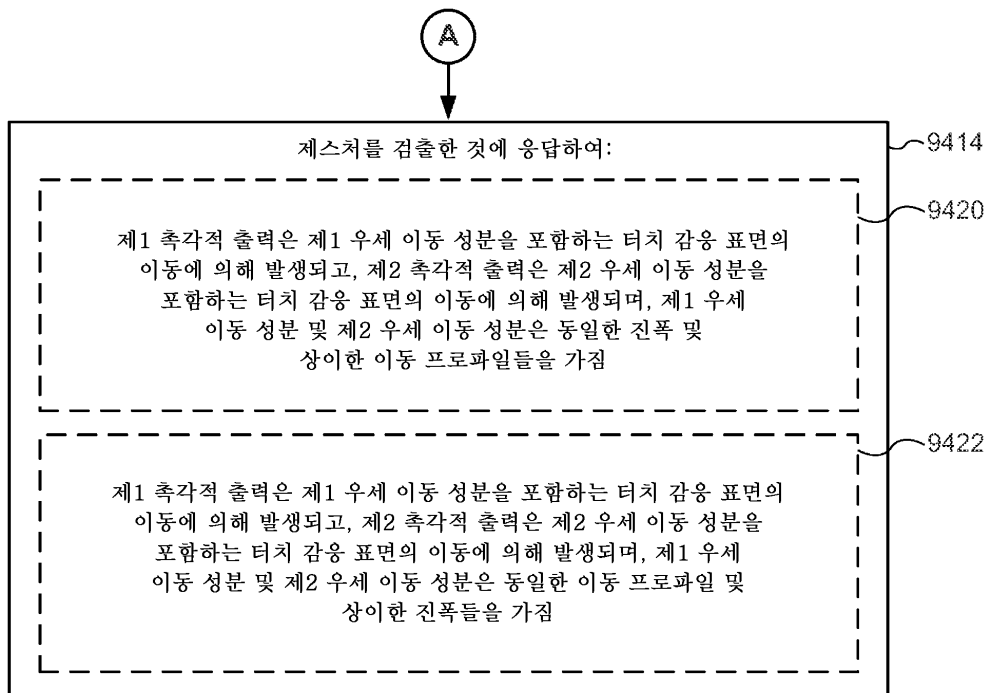 A
제스처를 검출한 것에 응답하여:
9414
9420
제1 촉각적 출력은 제1 우세 이동 성분을 포함하는 터치 감응 표면의
이동에 의해 발생되고, 제2 촉각적 출력은 제2 우세 이동 성분을
포함하는 터치 감응 표면의 이동에 의해 발생되며, 제1 우세
이동 성분 및 제2 우세 이동 성분은 동일한 진폭 및
상이한 이동 프로파일들을 가짐
9422
제1 촉각적 출력은 제1 우세 이동 성분을 포함하는 터치 감응 표면의
이동에 의해 발생되고, 제2 촉각적 출력은 제2 우세 이동 성분을
포함하는 터치 감응 표면의 이동에 의해 발생되며, 제1 우세
이동 성분 및 제2 우세 이동 성분은 동일한 이동 프로파일 및
상이한 진폭들을 가짐